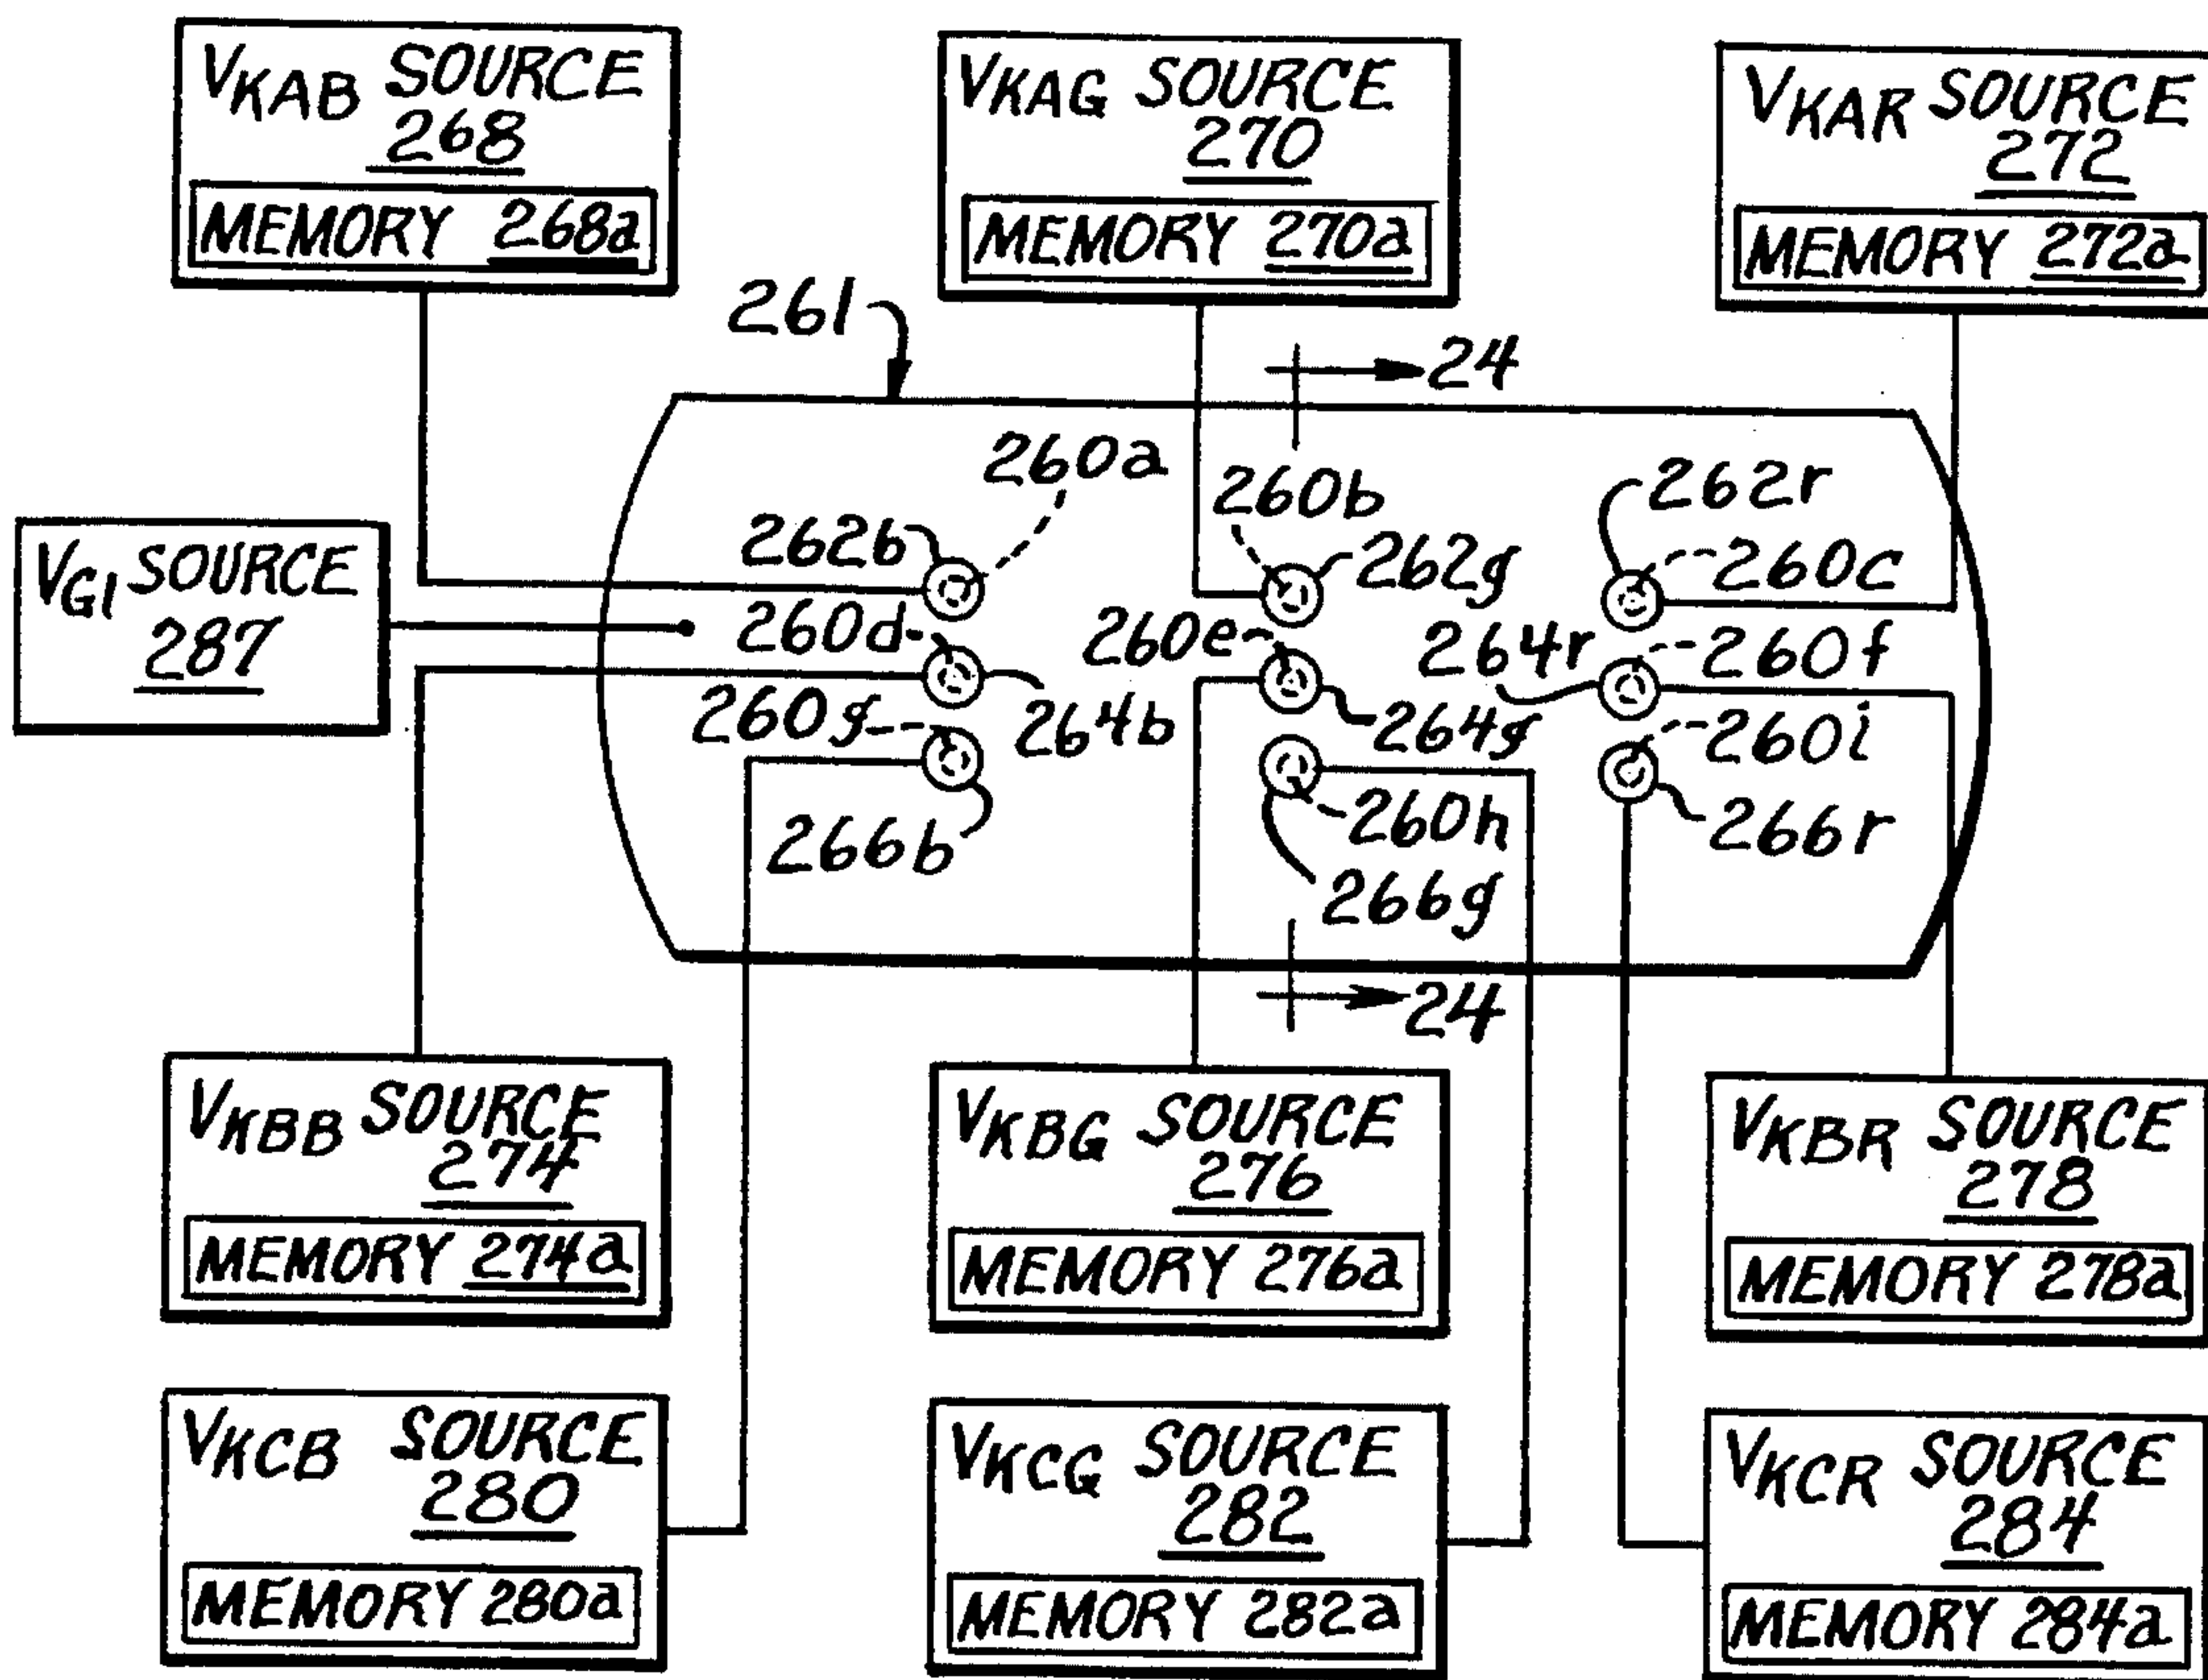 VKAB SOURCE
268
MEMORY 268a
VKAG SOURCE
270
MEMORY 270a
VKAR SOURCE
272
MEMORY 272a
261
24
260a
260b
262r
262b
262g
260c
VG1 SOURCE
287
260d
260e
264r
260f
260g
264b
264g
260i
266b
260h
266r
266g
24
VKBB SOURCE
274
MEMORY 274a
VKBG SOURCE
276
MEMORY 276a
VKBR SOURCE
278
MEMORY 278a
VKCB SOURCE
280
MEMORY 280a
VKCG SOURCE
282
MEMORY 282a
VKCR SOURCE
284
MEMORY 284a